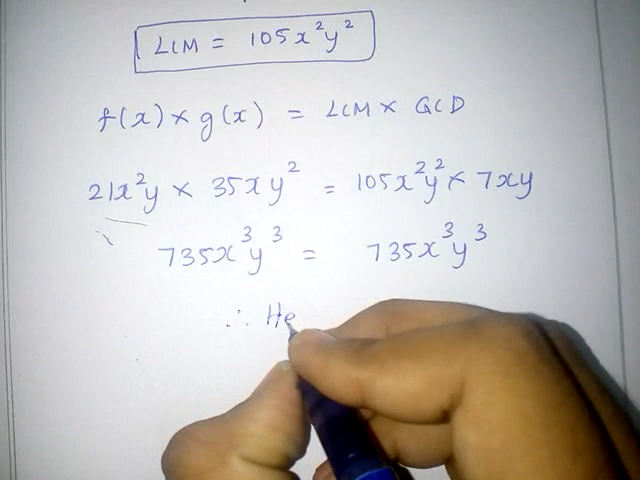 LCM = 105x²y²
f(x) × g(x) = LCM × GCD
21x²y × 35xy² = 105x²y² × 7xy
735x³y³ = 735x³y³
∴ He